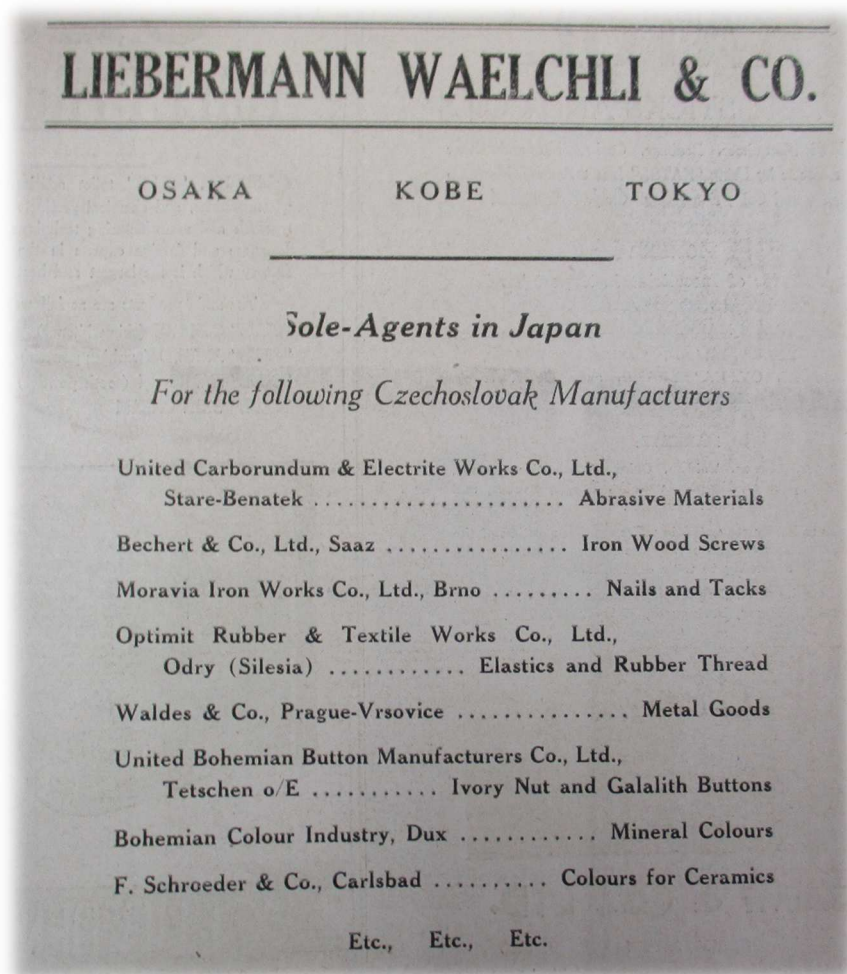 LIEBERMANN WAELCHLI & CO.
OSAKA KOBE TOKYO
Sole-Agents in Japan
For the following Czechoslovak Manufacturers
United Carborundum & Electrite Works Co., Ltd.,
Stare-Benatek ...................... Abrasive Materials
Bechert & Co., Ltd., Saaz ................ Iron Wood Screws
Moravia Iron Works Co., Ltd., Brno ......... Nails and Tacks
Optimit Rubber & Textile Works Co., Ltd.,
Odry (Silesia) ............ Elastics and Rubber Thread
Waldes & Co., Prague-Vrsovice ............... Metal Goods
United Bohemian Button Manufacturers Co., Ltd.,
Tetschen o/E ........... Ivory Nut and Galalith Buttons
Bohemian Colour Industry, Dux ............ Mineral Colours
F. Schroeder & Co., Carlsbad .......... Colours for Ceramics
Etc., Etc., Etc.